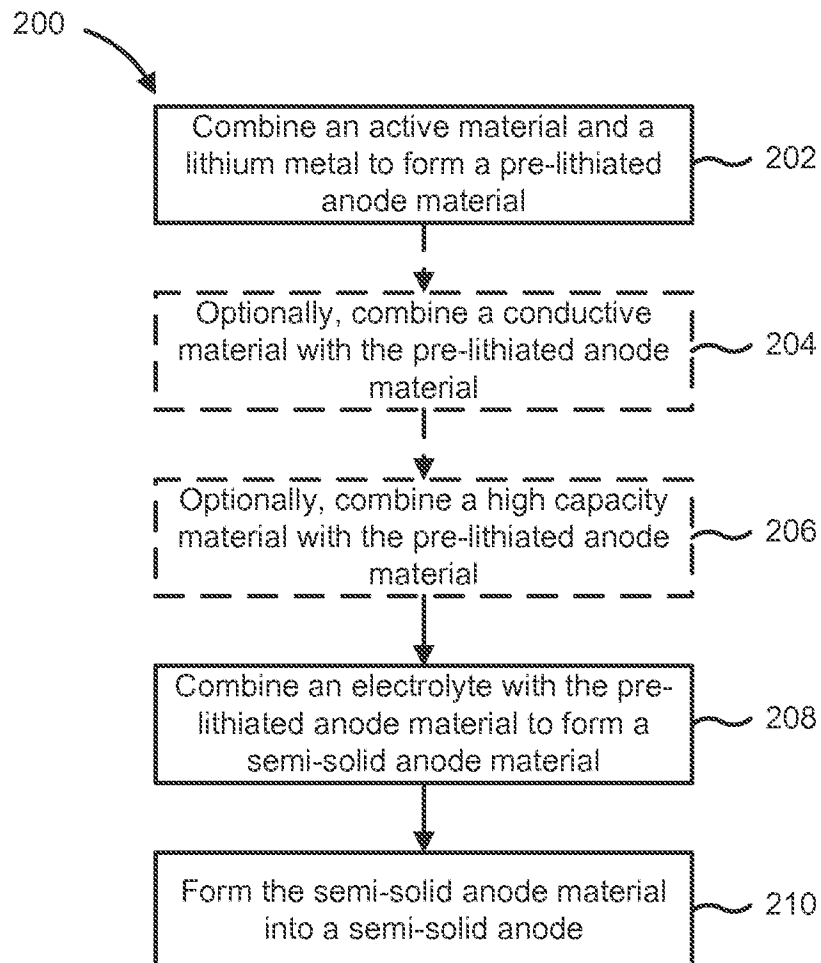 200
Combine an active material and a
lithium metal to form a pre-lithiated
anode material
202
Optionally, combine a conductive
material with the pre-lithiated anode
material
204
Optionally, combine a high capacity
material with the pre-lithiated anode
material
206
Combine an electrolyte with the pre-
lithiated anode material to form a
semi-solid anode material
208
Form the semi-solid anode material
into a semi-solid anode
210